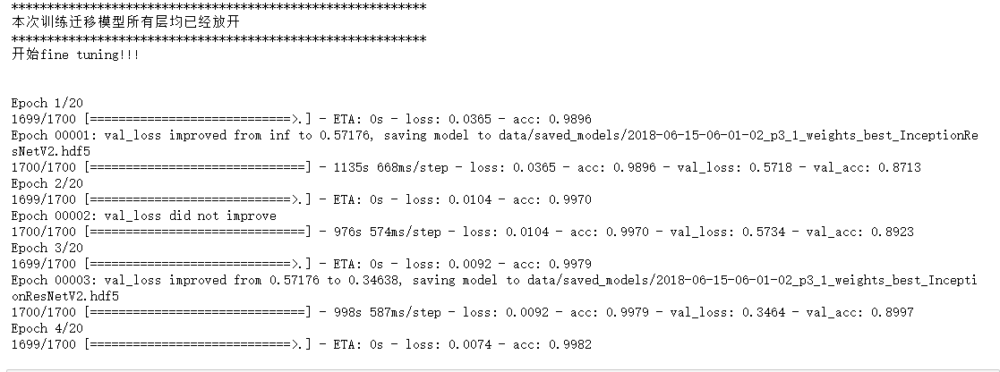 **********************************************************
本次训练迁移模型所有层均已经放开
**********************************************************
开始fine tuning!!!
Epoch 1/20
1699/1700 [============================>.] - ETA: 0s - loss: 0.0365 - acc: 0.9896
Epoch 00001: val_loss improved from inf to 0.57176, saving model to data/saved_models/2018-06-15-06-01-02_p3_1_weights_best_InceptionRe
sNetV2.hdf5
1700/1700 [==============================] - 1135s 668ms/step - loss: 0.0365 - acc: 0.9896 - val_loss: 0.5718 - val_acc: 0.8713
Epoch 2/20
1699/1700 [============================>.] - ETA: 0s - loss: 0.0104 - acc: 0.9970
Epoch 00002: val_loss did not improve
1700/1700 [==============================] - 976s 574ms/step - loss: 0.0104 - acc: 0.9970 - val_loss: 0.5734 - val_acc: 0.8923
Epoch 3/20
1699/1700 [============================>.] - ETA: 0s - loss: 0.0092 - acc: 0.9979
Epoch 00003: val_loss improved from 0.57176 to 0.34638, saving model to data/saved_models/2018-06-15-06-01-02_p3_1_weights_best_Incepti
onResNetV2.hdf5
1700/1700 [==============================] - 998s 587ms/step - loss: 0.0092 - acc: 0.9979 - val_loss: 0.3464 - val_acc: 0.8997
Epoch 4/20
1699/1700 [============================>.] - ETA: 0s - loss: 0.0074 - acc: 0.9982